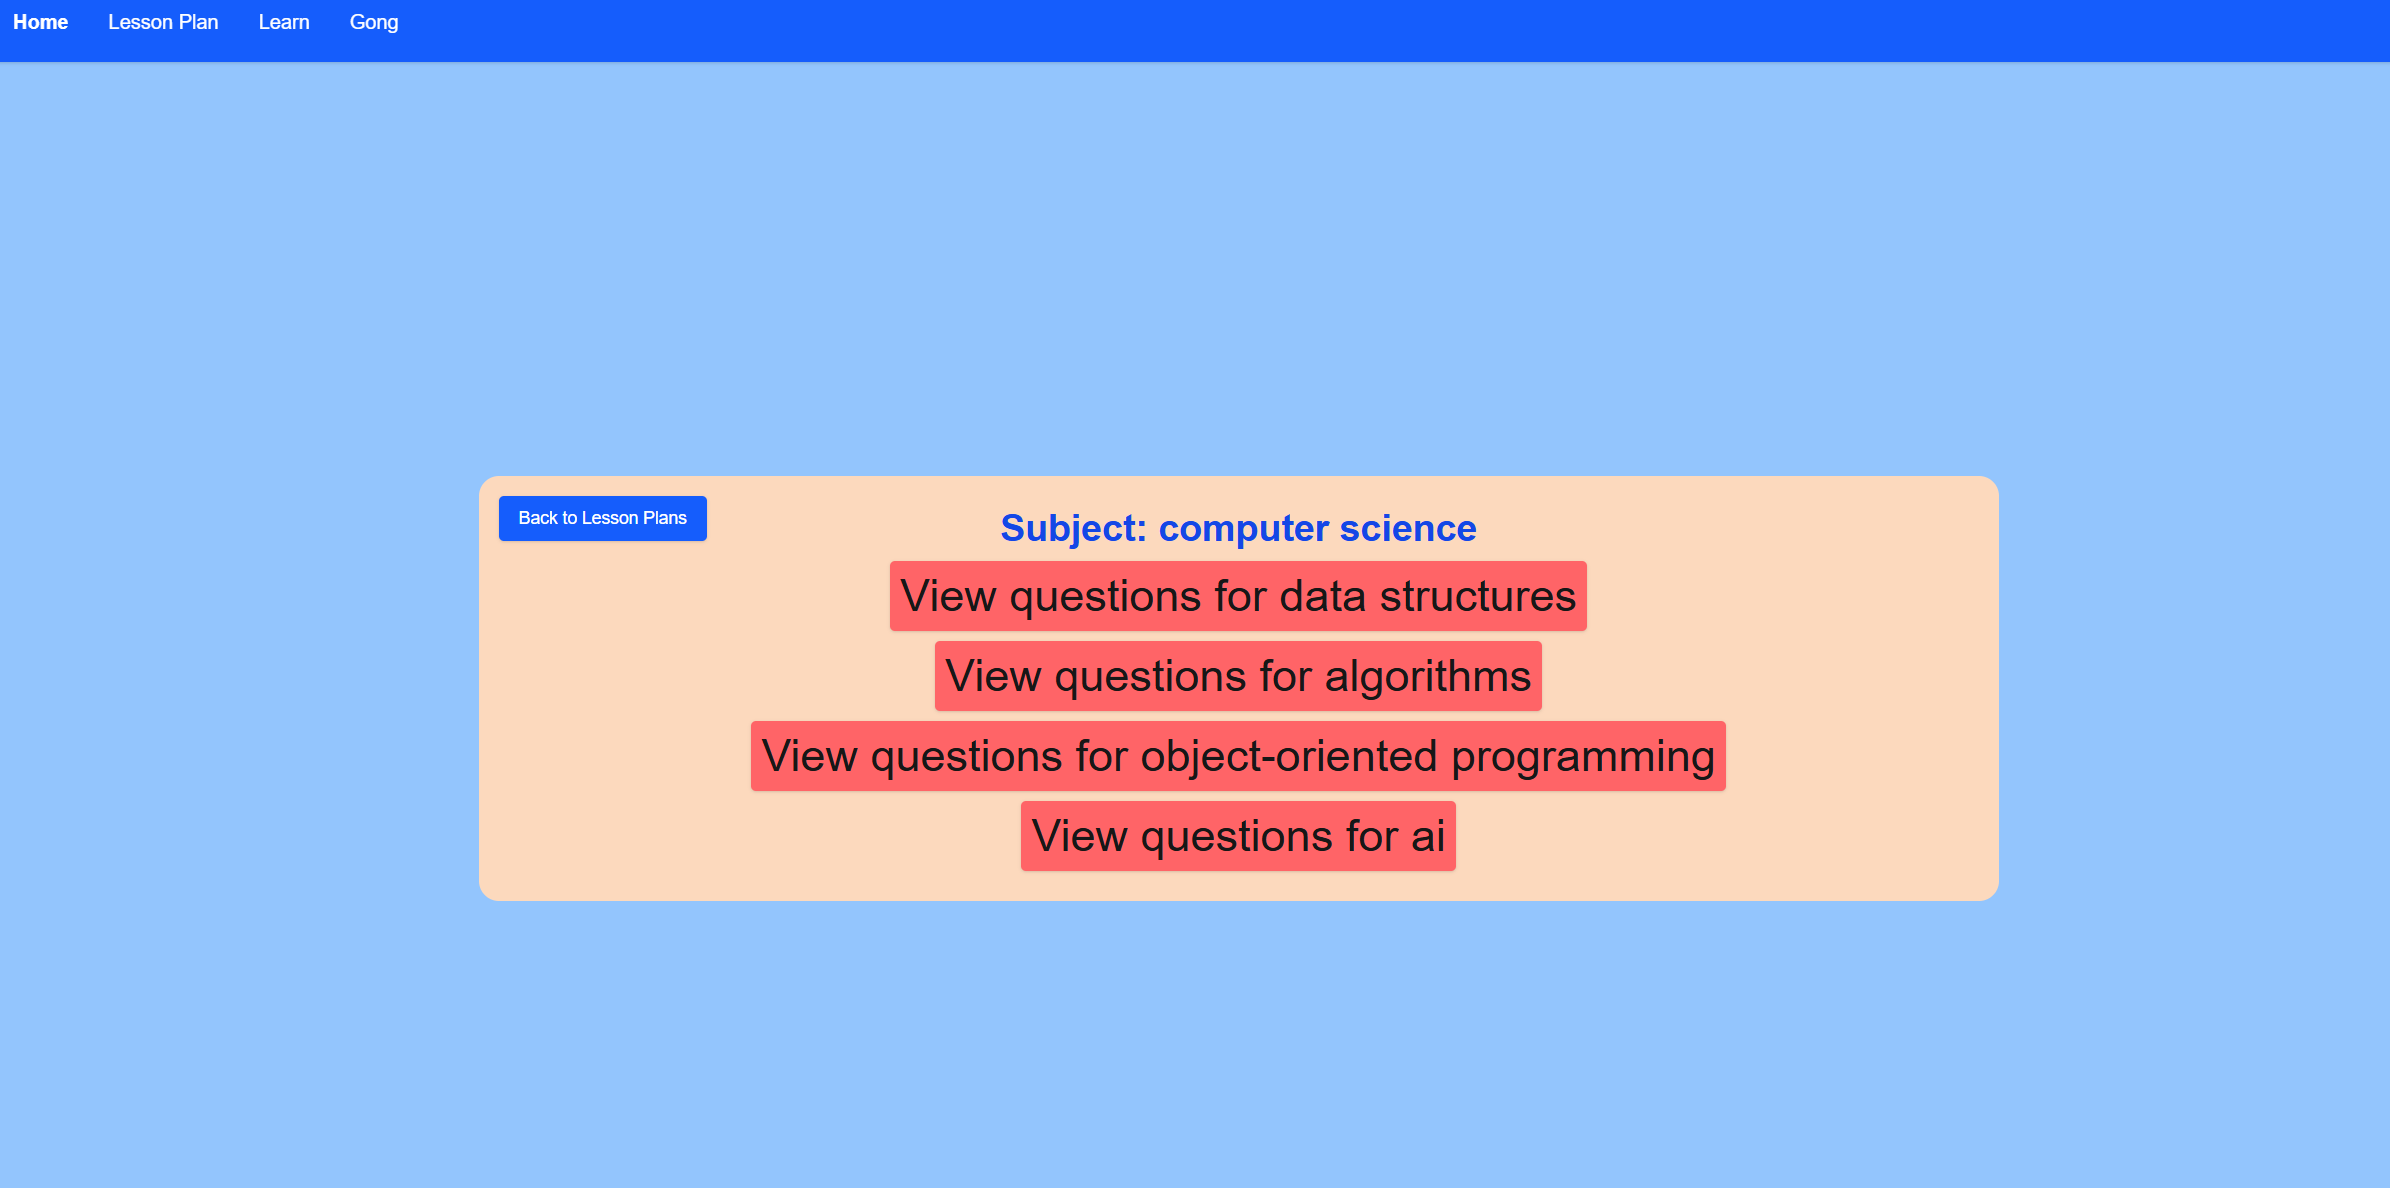 Home Lesson Plan Learn Gong
Back to Lesson Plans
Subject: computer science
View questions for data structures
View questions for algorithms
View questions for object-oriented programming
View questions for ai